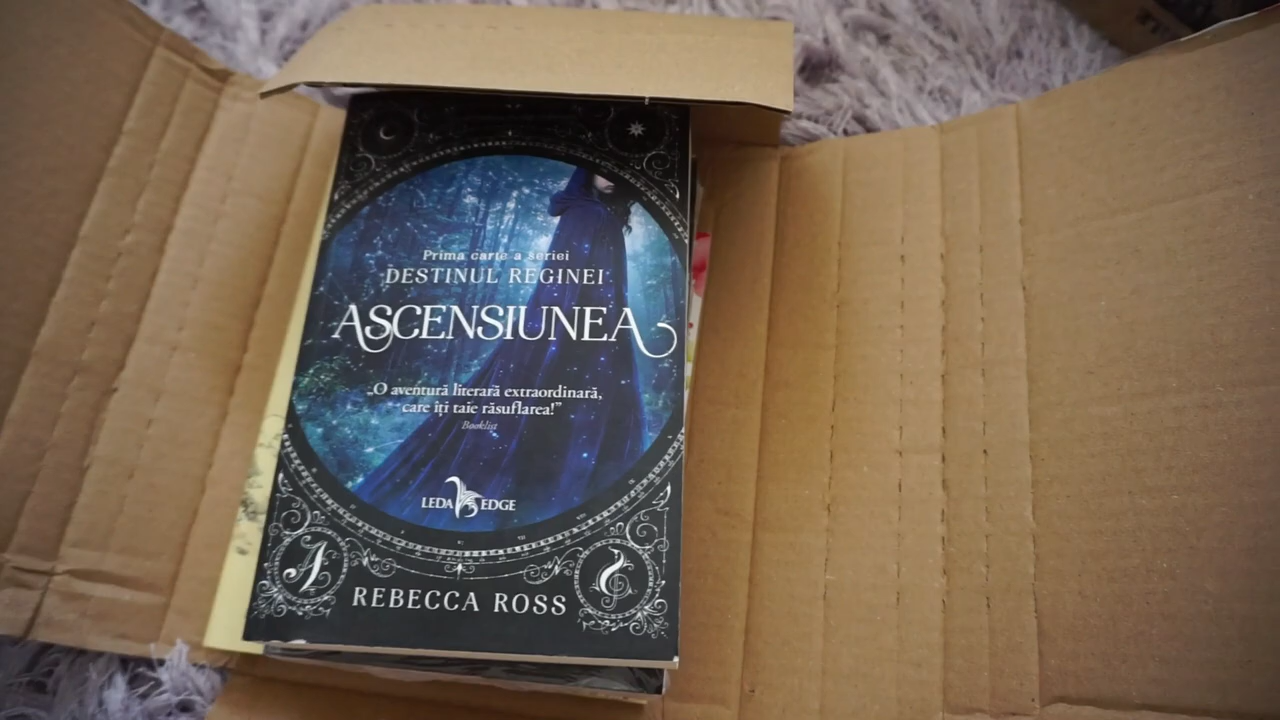 Prima carte a seriei
DESTINUL REGINEI
ASCENSIUNEA
„O aventură literară extraordinară,
care îți taie răsuflarea!”
Booklist
LEDA EDGE
REBECCA ROSS